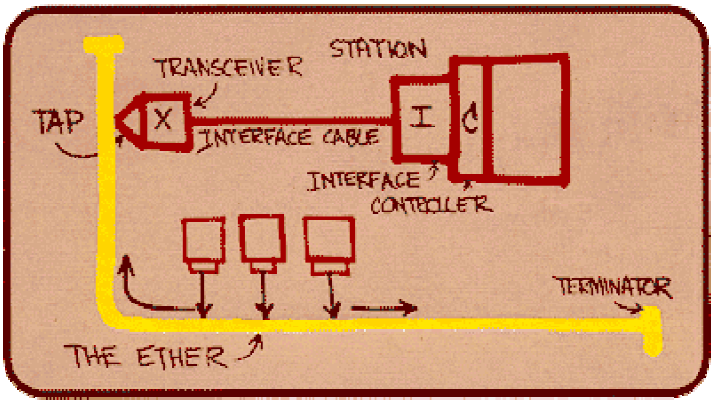 STATION
TRANSCEIVER
TAP
X
I
C
INTERFACE CABLE
INTERFACE
CONTROLLER
TERMINATOR
THE ETHER